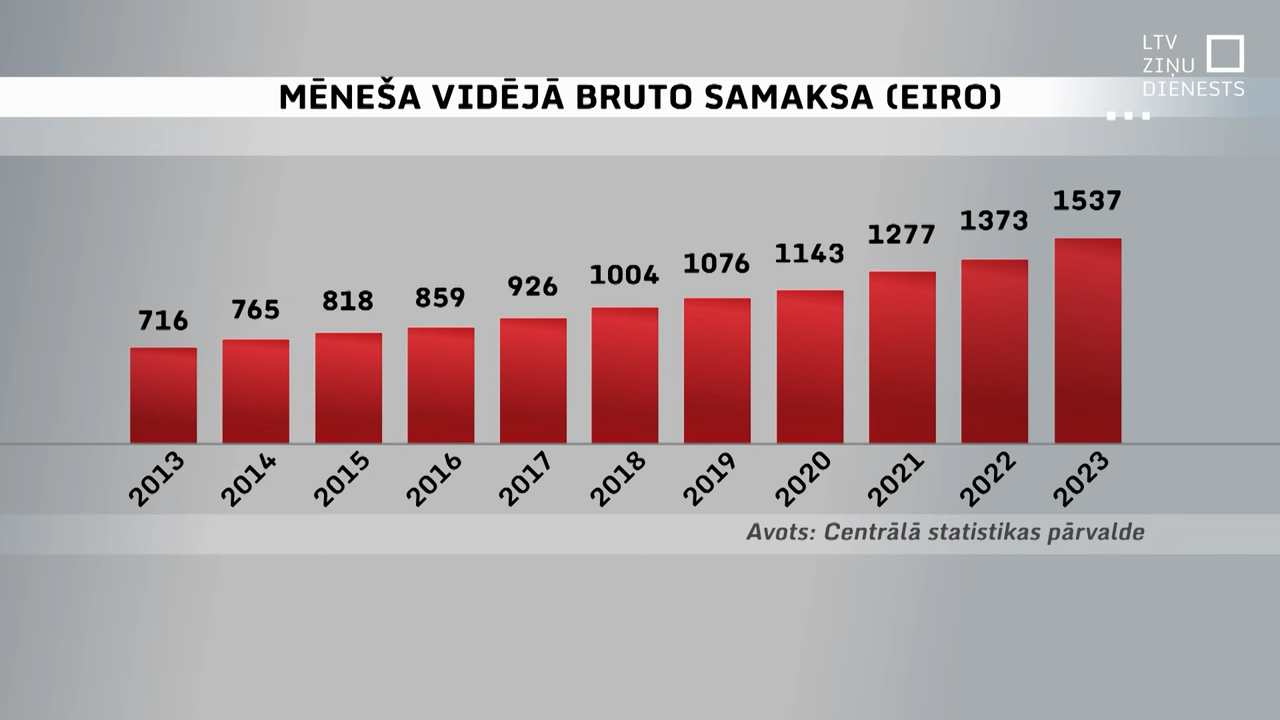 LTV
ZIŅU
DIENESTS
MĒNEŠA VIDĒJĀ BRUTO SAMAKSA (EIRO)
716 765 818 859 926 1004 1076 1143 1277 1373 1537
2013 2014 2015 2016 2017 2018 2019 2020 2021 2022 2023
Avots: Centrālā statistikas pārvalde